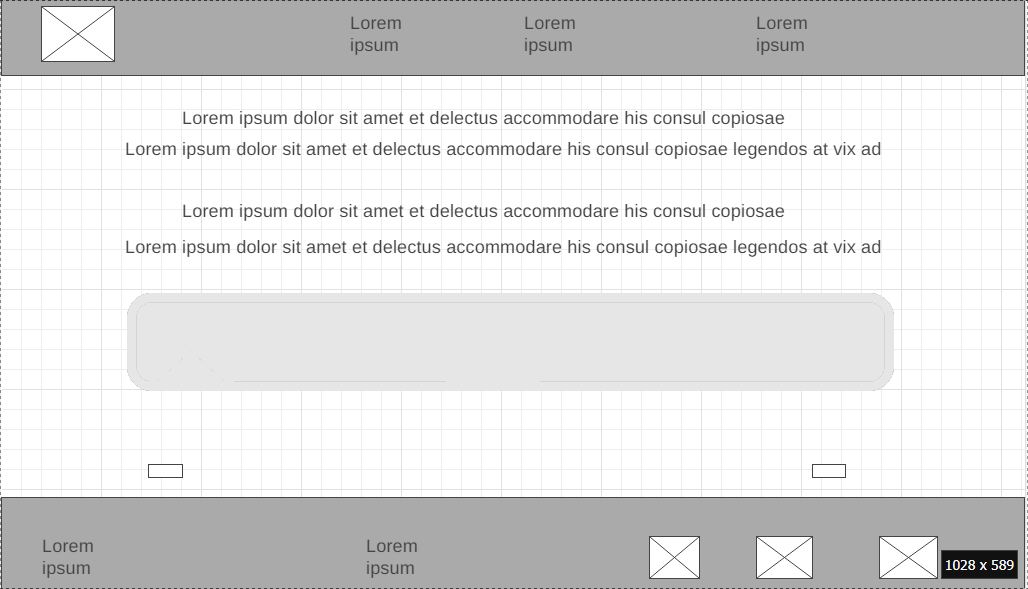 Lorem
ipsum
Lorem
ipsum
Lorem
ipsum
Lorem ipsum dolor sit amet et delectus accommodare his consul copiosae
Lorem ipsum dolor sit amet et delectus accommodare his consul copiosae legendos at vix ad
Lorem ipsum dolor sit amet et delectus accommodare his consul copiosae
Lorem ipsum dolor sit amet et delectus accommodare his consul copiosae legendos at vix ad
Lorem
ipsum
Lorem
ipsum
1028 x 589